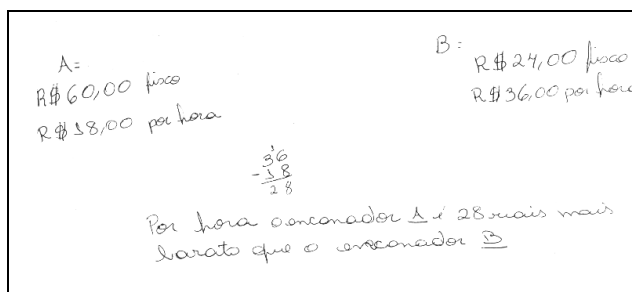 A=
R$60,00 fixo
R$18,00 por hora
B:
R$24,00 fixo
R$36,00 por hora
36
-18
28
Por hora o encanador A é 28 reais mais
barato que o encanador B